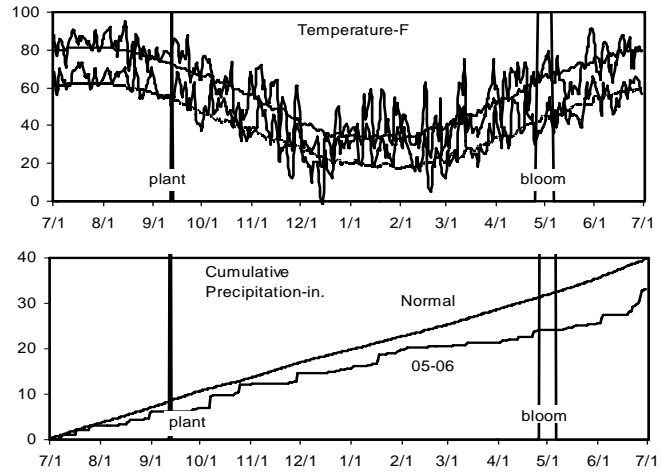 100
Temperature-F
80
60
40
20
plant
bloom
0
7/1 8/1 9/1 10/1 11/1 12/1 1/1 2/1 3/1 4/1 5/1 6/1 7/1
40
Cumulative
Precipitation-in.
Normal
30
20
05-06
10
plant
bloom
0
7/1 8/1 9/1 10/1 11/1 12/1 1/1 2/1 3/1 4/1 5/1 6/1 7/1